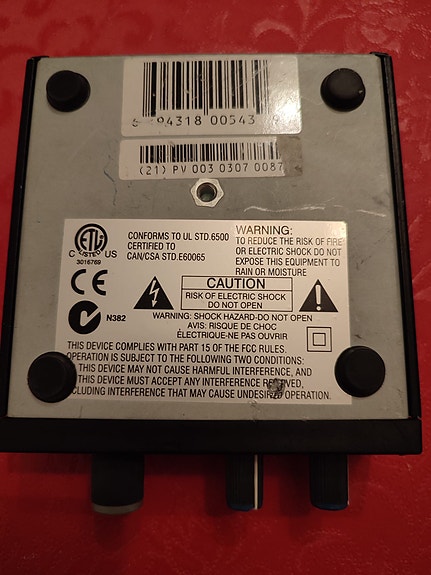 94318 00543
(21) PV 003 0307 0087
ETL
LISTED
C US
3016769
CONFORMS TO UL STD.6500
CERTIFIED TO
CAN/CSA STD.E60065
WARNING:
TO REDUCE THE RISK OF FIRE
OR ELECTRIC SHOCK DO NOT
EXPOSE THIS EQUIPMENT TO
RAIN OR MOISTURE
CE
N382
CAUTION
RISK OF ELECTRIC SHOCK
DO NOT OPEN
WARNING: SHOCK HAZARD-DO NOT OPEN
AVIS: RISQUE DE CHOC
ÉLECTRIQUE-NE PAS OUVRIR
THIS DEVICE COMPLIES WITH PART 15 OF THE FCC RULES.
OPERATION IS SUBJECT TO THE FOLLOWING TWO CONDITIONS:
THIS DEVICE MAY NOT CAUSE HARMFUL INTERFERENCE, AND
THIS DEVICE MUST ACCEPT ANY INTERFERENCE RECEIVED,
INCLUDING INTERFERENCE THAT MAY CAUSE UNDESIRED OPERATION.